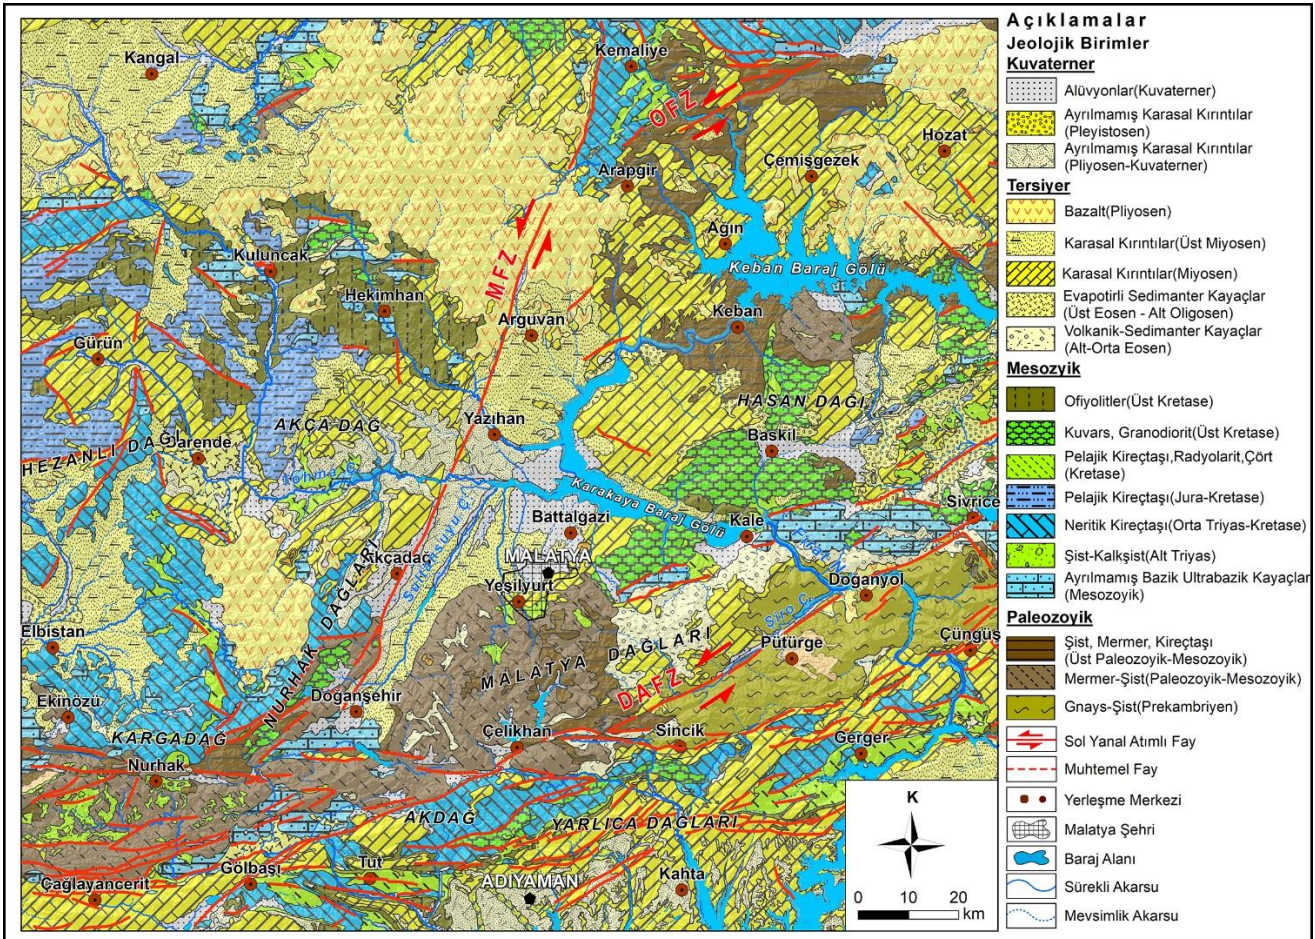 Kangal
Kemaliye
OFZ
Hozat
Çemişgezek
Arapgir
Ağın
Kuluncak
Keban Baraj Gölü
MFZ
Hekimhan
Keban
Arguvan
Gürün
HASAN DAĞI
AKÇA DAĞ
Yazıhan
Baskil
HEZANLI DAĞI
Darende
Tohma Ç.
Karakaya Baraj Gölü
Sivrice
Battalgazi
Kale
Fırat N.
MALATYA
Akçadağ
Sultansuyu Ç.
Yeşilyurt
Doğanyol
Şiro Ç.
Elbistan
NURHAK DAĞLARI
MALATYA DAĞLARI
Pütürge
Çüngüş
DAFZ
Ekinözü
Doğanşehir
KARGADAĞ
Çelikhan
Sincik
Gerger
Nurhak
AKDAĞ
YARLICA DAĞLARI
Gölbaşı
Tut
Çağlayancerit
ADIYAMAN
Kahta
K
0 10 20
km
Açıklamalar
Jeolojik Birimler
Kuvaterner
Alüvyonlar(Kuvaterner)
Ayrılmamış Karasal Kırıntılar
(Pleyistosen)
Ayrılmamış Karasal Kırıntılar
(Pliyosen-Kuvaterner)
Tersiyer
Bazalt(Pliyosen)
Karasal Kırıntılar(Üst Miyosen)
Karasal Kırıntılar(Miyosen)
Evapotirli Sedimanter Kayaçlar
(Üst Eosen - Alt Oligosen)
Volkanik-Sedimanter Kayaçlar
(Alt-Orta Eosen)
Mesozyik
Ofiyolitler(Üst Kretase)
Kuvars, Granodiorit(Üst Kretase)
Pelajik Kireçtaşı,Radyolarit,Çört
(Kretase)
Pelajik Kireçtaşı(Jura-Kretase)
Neritik Kireçtaşı(Orta Triyas-Kretase)
Şist-Kalkşist(Alt Triyas)
Ayrılmamış Bazik Ultrabazik Kayaçlar
(Mesozyik)
Paleozoyik
Şist, Mermer, Kireçtaşı
(Üst Paleozoyik-Mesozoyik)
Mermer-Şist(Paleozoyik-Mesozoyik)
Gnays-Şist(Prekambriyen)
Sol Yanal Atımlı Fay
Muhtemel Fay
Yerleşme Merkezi
Malatya Şehri
Baraj Alanı
Sürekli Akarsu
Mevsimlik Akarsu